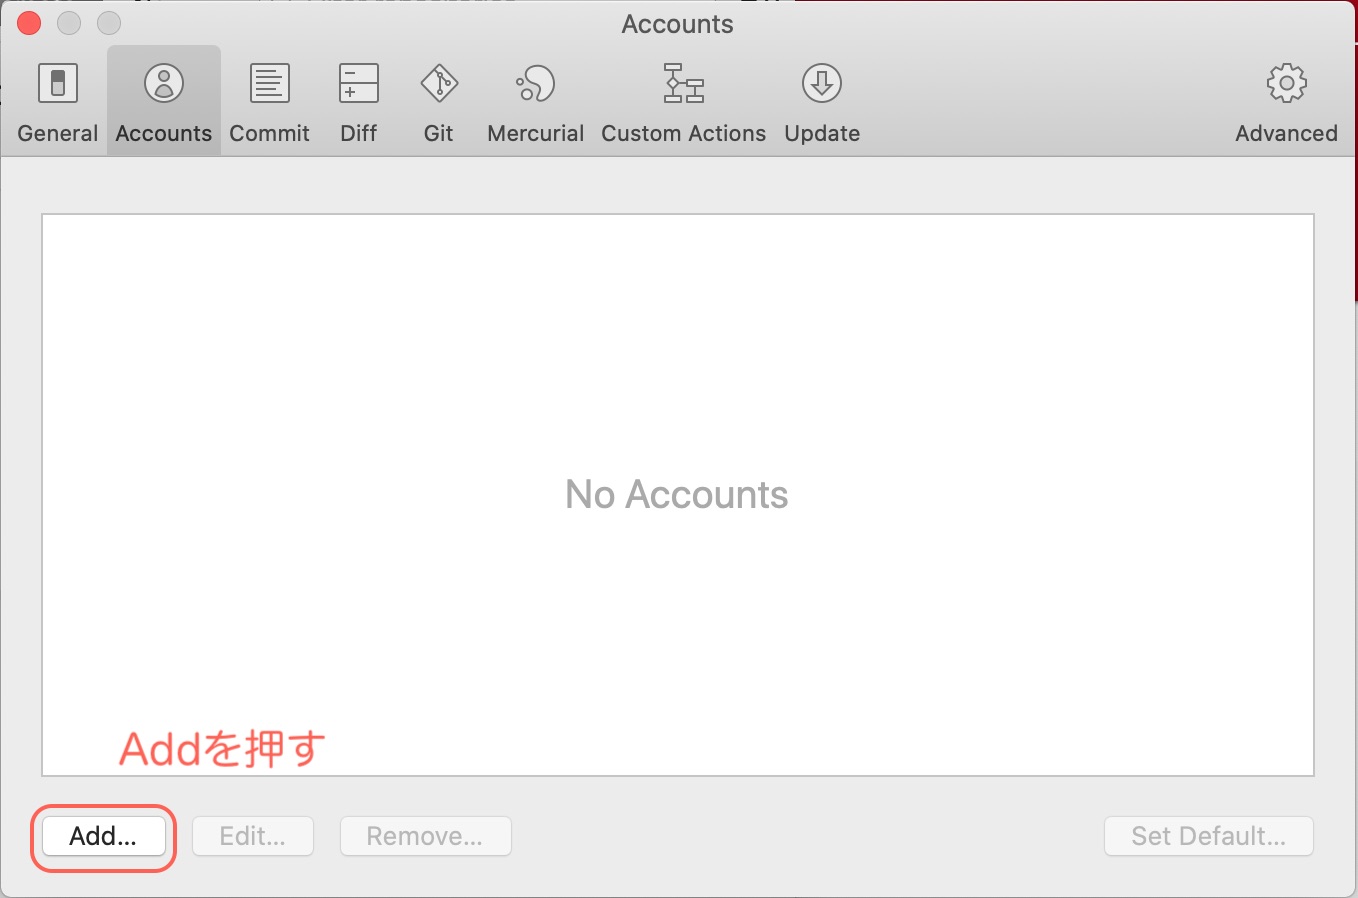 Accounts
General Accounts Commit Diff Git Mercurial Custom Actions Update Advanced
No Accounts
Addを押す
Add... Edit... Remove... Set Default...